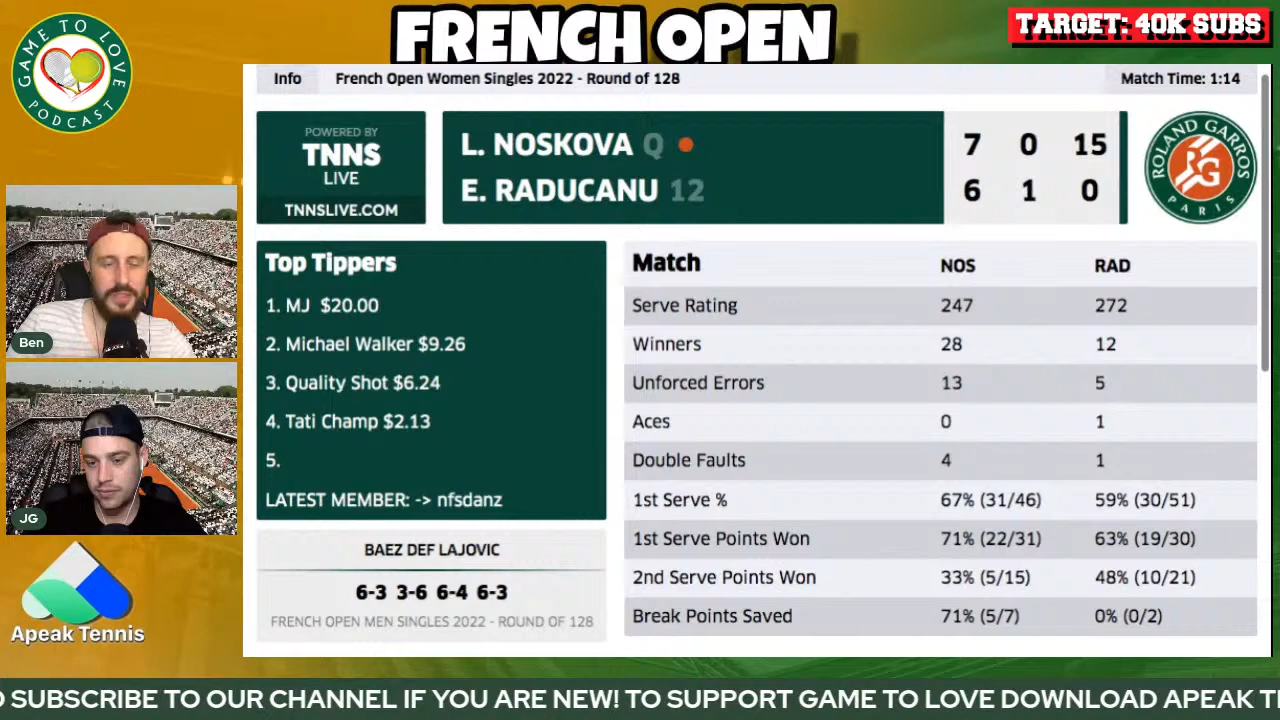 GAME TO LOVE
PODCAST
FRENCH OPEN
TARGET: 40K SUBS
Info French Open Women Singles 2022 - Round of 128 Match Time: 1:14
POWERED BY
TNNS
LIVE
TNNSLIVE.COM
L. NOSKOVA Q 7 0 15
E. RADUCANU 12 6 1 0
ROLAND GARROS
RG
PARIS
Ben
JG
Apeak Tennis
Top Tippers
1. MJ $20.00
2. Michael Walker $9.26
3. Quality Shot $6.24
4. Tati Champ $2.13
5.
LATEST MEMBER: -> nfsdanz
BAEZ DEF LAJOVIC
6-3 3-6 6-4 6-3
FRENCH OPEN MEN SINGLES 2022 - ROUND OF 128
Match NOS RAD
Serve Rating 247 272
Winners 28 12
Unforced Errors 13 5
Aces 0 1
Double Faults 4 1
1st Serve % 67% (31/46) 59% (30/51)
1st Serve Points Won 71% (22/31) 63% (19/30)
2nd Serve Points Won 33% (5/15) 48% (10/21)
Break Points Saved 71% (5/7) 0% (0/2)
O SUBSCRIBE TO OUR CHANNEL IF YOU ARE NEW! TO SUPPORT GAME TO LOVE DOWNLOAD APEAK TE